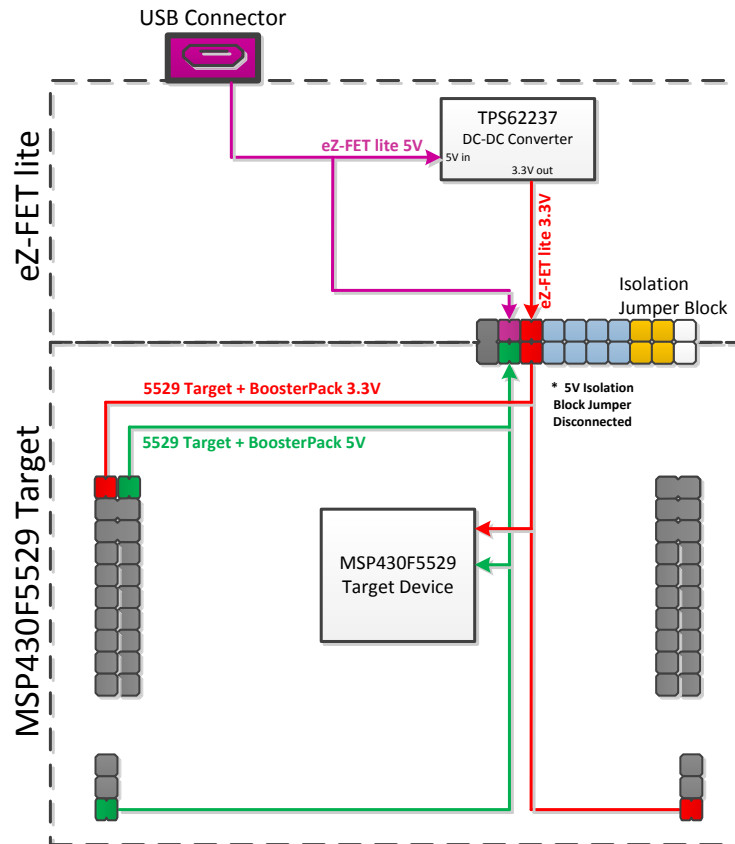 USB Connector
eZ-FET lite
TPS62237
DC-DC Converter
eZ-FET lite 5V
5V in
3.3V out
eZ-FET lite 3.3V
Isolation
Jumper Block
5529 Target + BoosterPack 3.3V
* 5V Isolation
Block Jumper
Disconnected
5529 Target + BoosterPack 5V
MSP430F5529 Target
MSP430F5529
Target Device